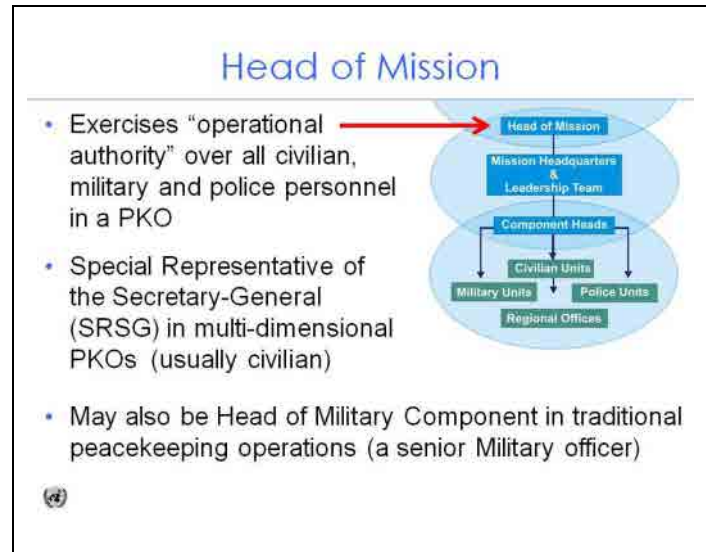 Head of Mission
• Exercises “operational
authority” over all civilian,
military and police personnel
in a PKO
• Special Representative of
the Secretary-General
(SRSG) in multi-dimensional
PKOs (usually civilian)
• May also be Head of Military Component in traditional
peacekeeping operations (a senior Military officer)
Head of Mission
Mission Headquarters
&
Leadership Team
Component Heads
Civilian Units
Military Units
Police Units
Regional Offices